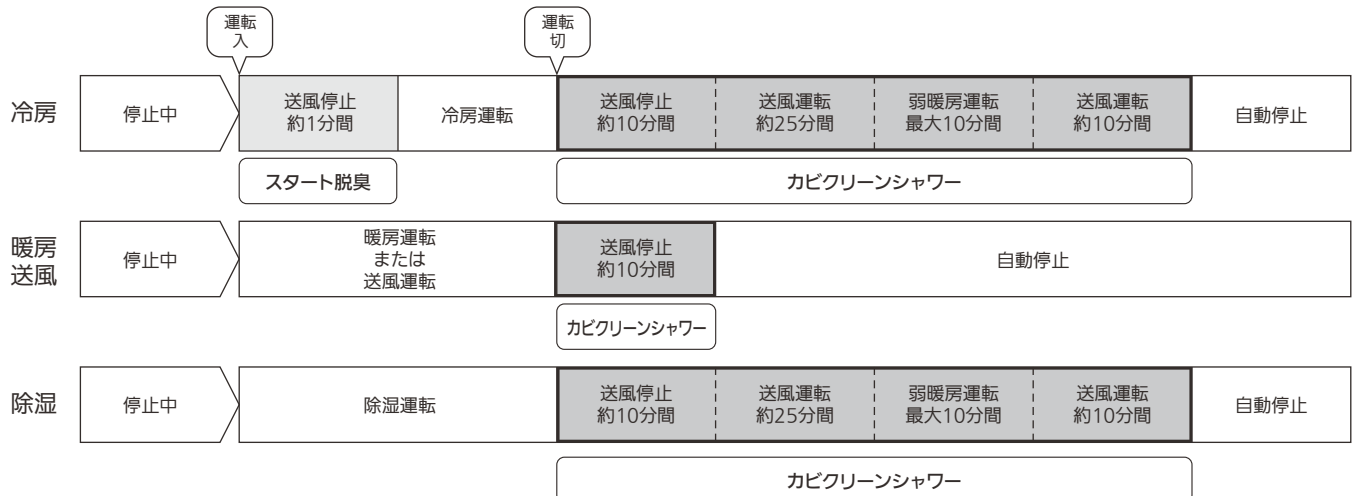 運転
入
運転
切
冷房
停止中
送風停止
約1分間
冷房運転
送風停止
約10分間
送風運転
約25分間
弱暖房運転
最大10分間
送風運転
約10分間
自動停止
スタート脱臭
カビクリーンシャワー
暖房
送風
停止中
暖房運転
または
送風運転
送風停止
約10分間
自動停止
カビクリーンシャワー
除湿
停止中
除湿運転
送風停止
約10分間
送風運転
約25分間
弱暖房運転
最大10分間
送風運転
約10分間
自動停止
カビクリーンシャワー